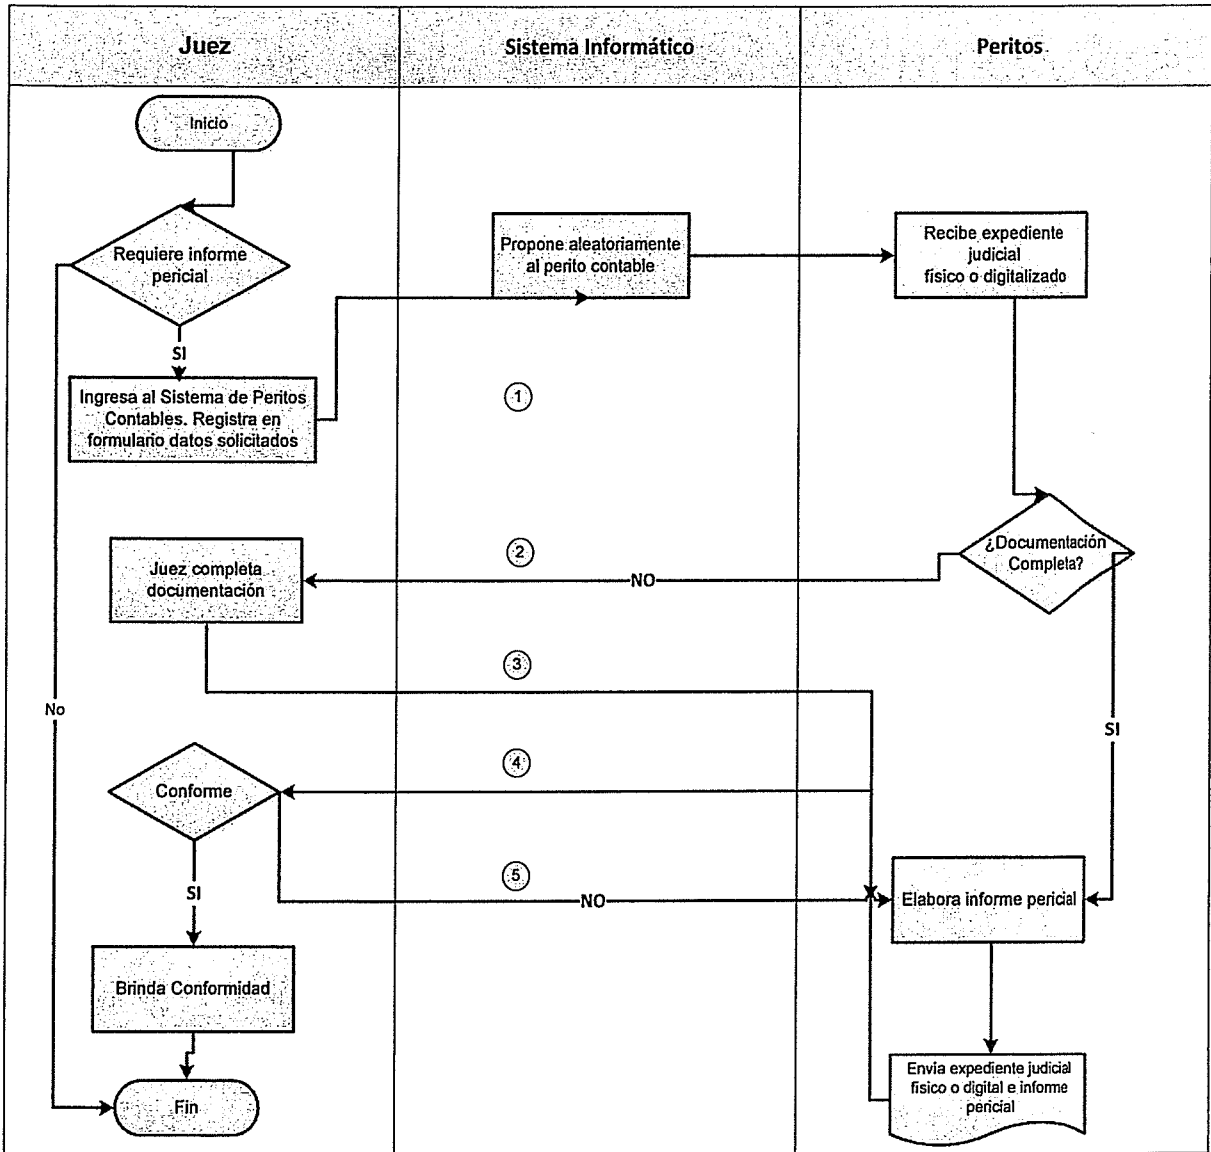 Juez
Sistema Informático
Peritos
Inicio
Requiere informe
pericial
Propone aleatoriamente
al perito contable
Recibe expediente
judicial
físico o digitalizado
SI
Ingresa al Sistema de Peritos
Contables. Registra en
formulario datos solicitados
1
¿Documentación
Completa?
2
NO
Juez completa
documentación
3
No
SI
4
Conforme
5
NO
SI
Elabora informe pericial
Brinda Conformidad
Envia expediente judicial
físico o digital e informe
pericial
Fin